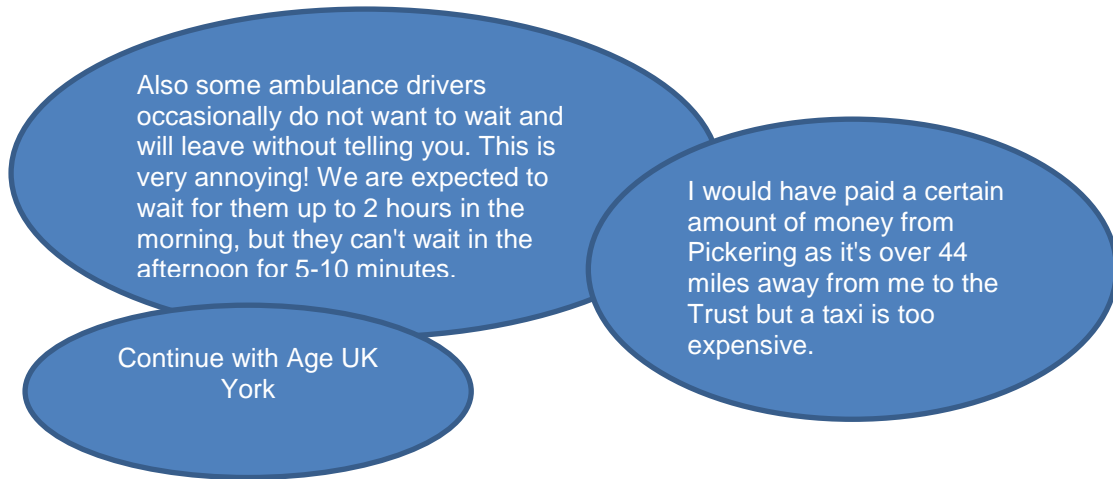 Also some ambulance drivers
occasionally do not want to wait and
will leave without telling you. This is
very annoying! We are expected to
wait for them up to 2 hours in the
morning, but they can't wait in the
afternoon for 5-10 minutes.
I would have paid a certain
amount of money from
Pickering as it's over 44
miles away from me to the
Trust but a taxi is too
expensive.
Continue with Age UK
York